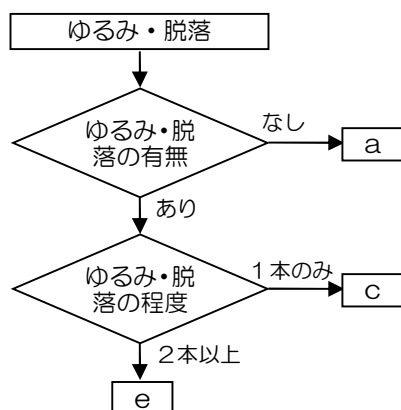 ゆるみ・脱落
ゆるみ・脱
落の有無
なし
a
あり
ゆるみ・脱
落の程度
１本のみ
c
２本以上
e